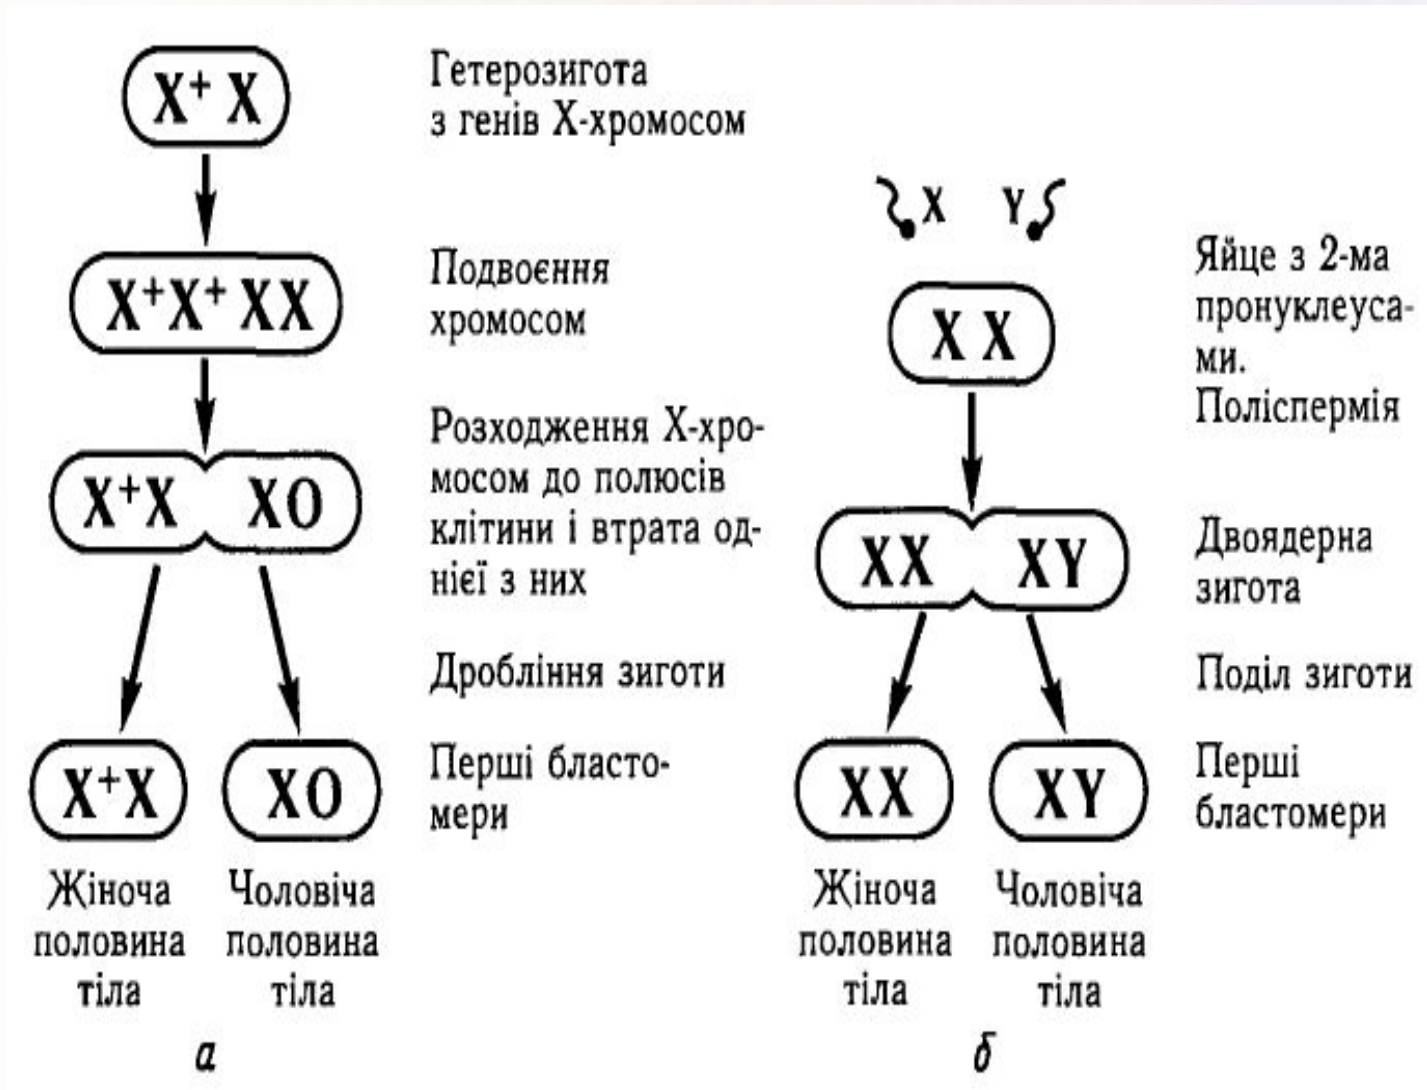 X⁺ X
Гетерозигота
з генів X-хромосом
X⁺X⁺ XX
Подвоєння
хромосом
X⁺X XO
Розходження X-хро-
мосом до полюсів
клітини і втрата од-
нієї з них
Дробління зиготи
X⁺X XO
Перші бласто-
мери
Жіноча
половина
тіла
Чоловіча
половина
тіла
а
X Y
X X
Яйце з 2-ма
пронуклеуса-
ми.
Поліспермія
XX XY
Двоядерна
зигота
Поділ зиготи
XX XY
Перші
бластомери
Жіноча
половина
тіла
Чоловіча
половина
тіла
б